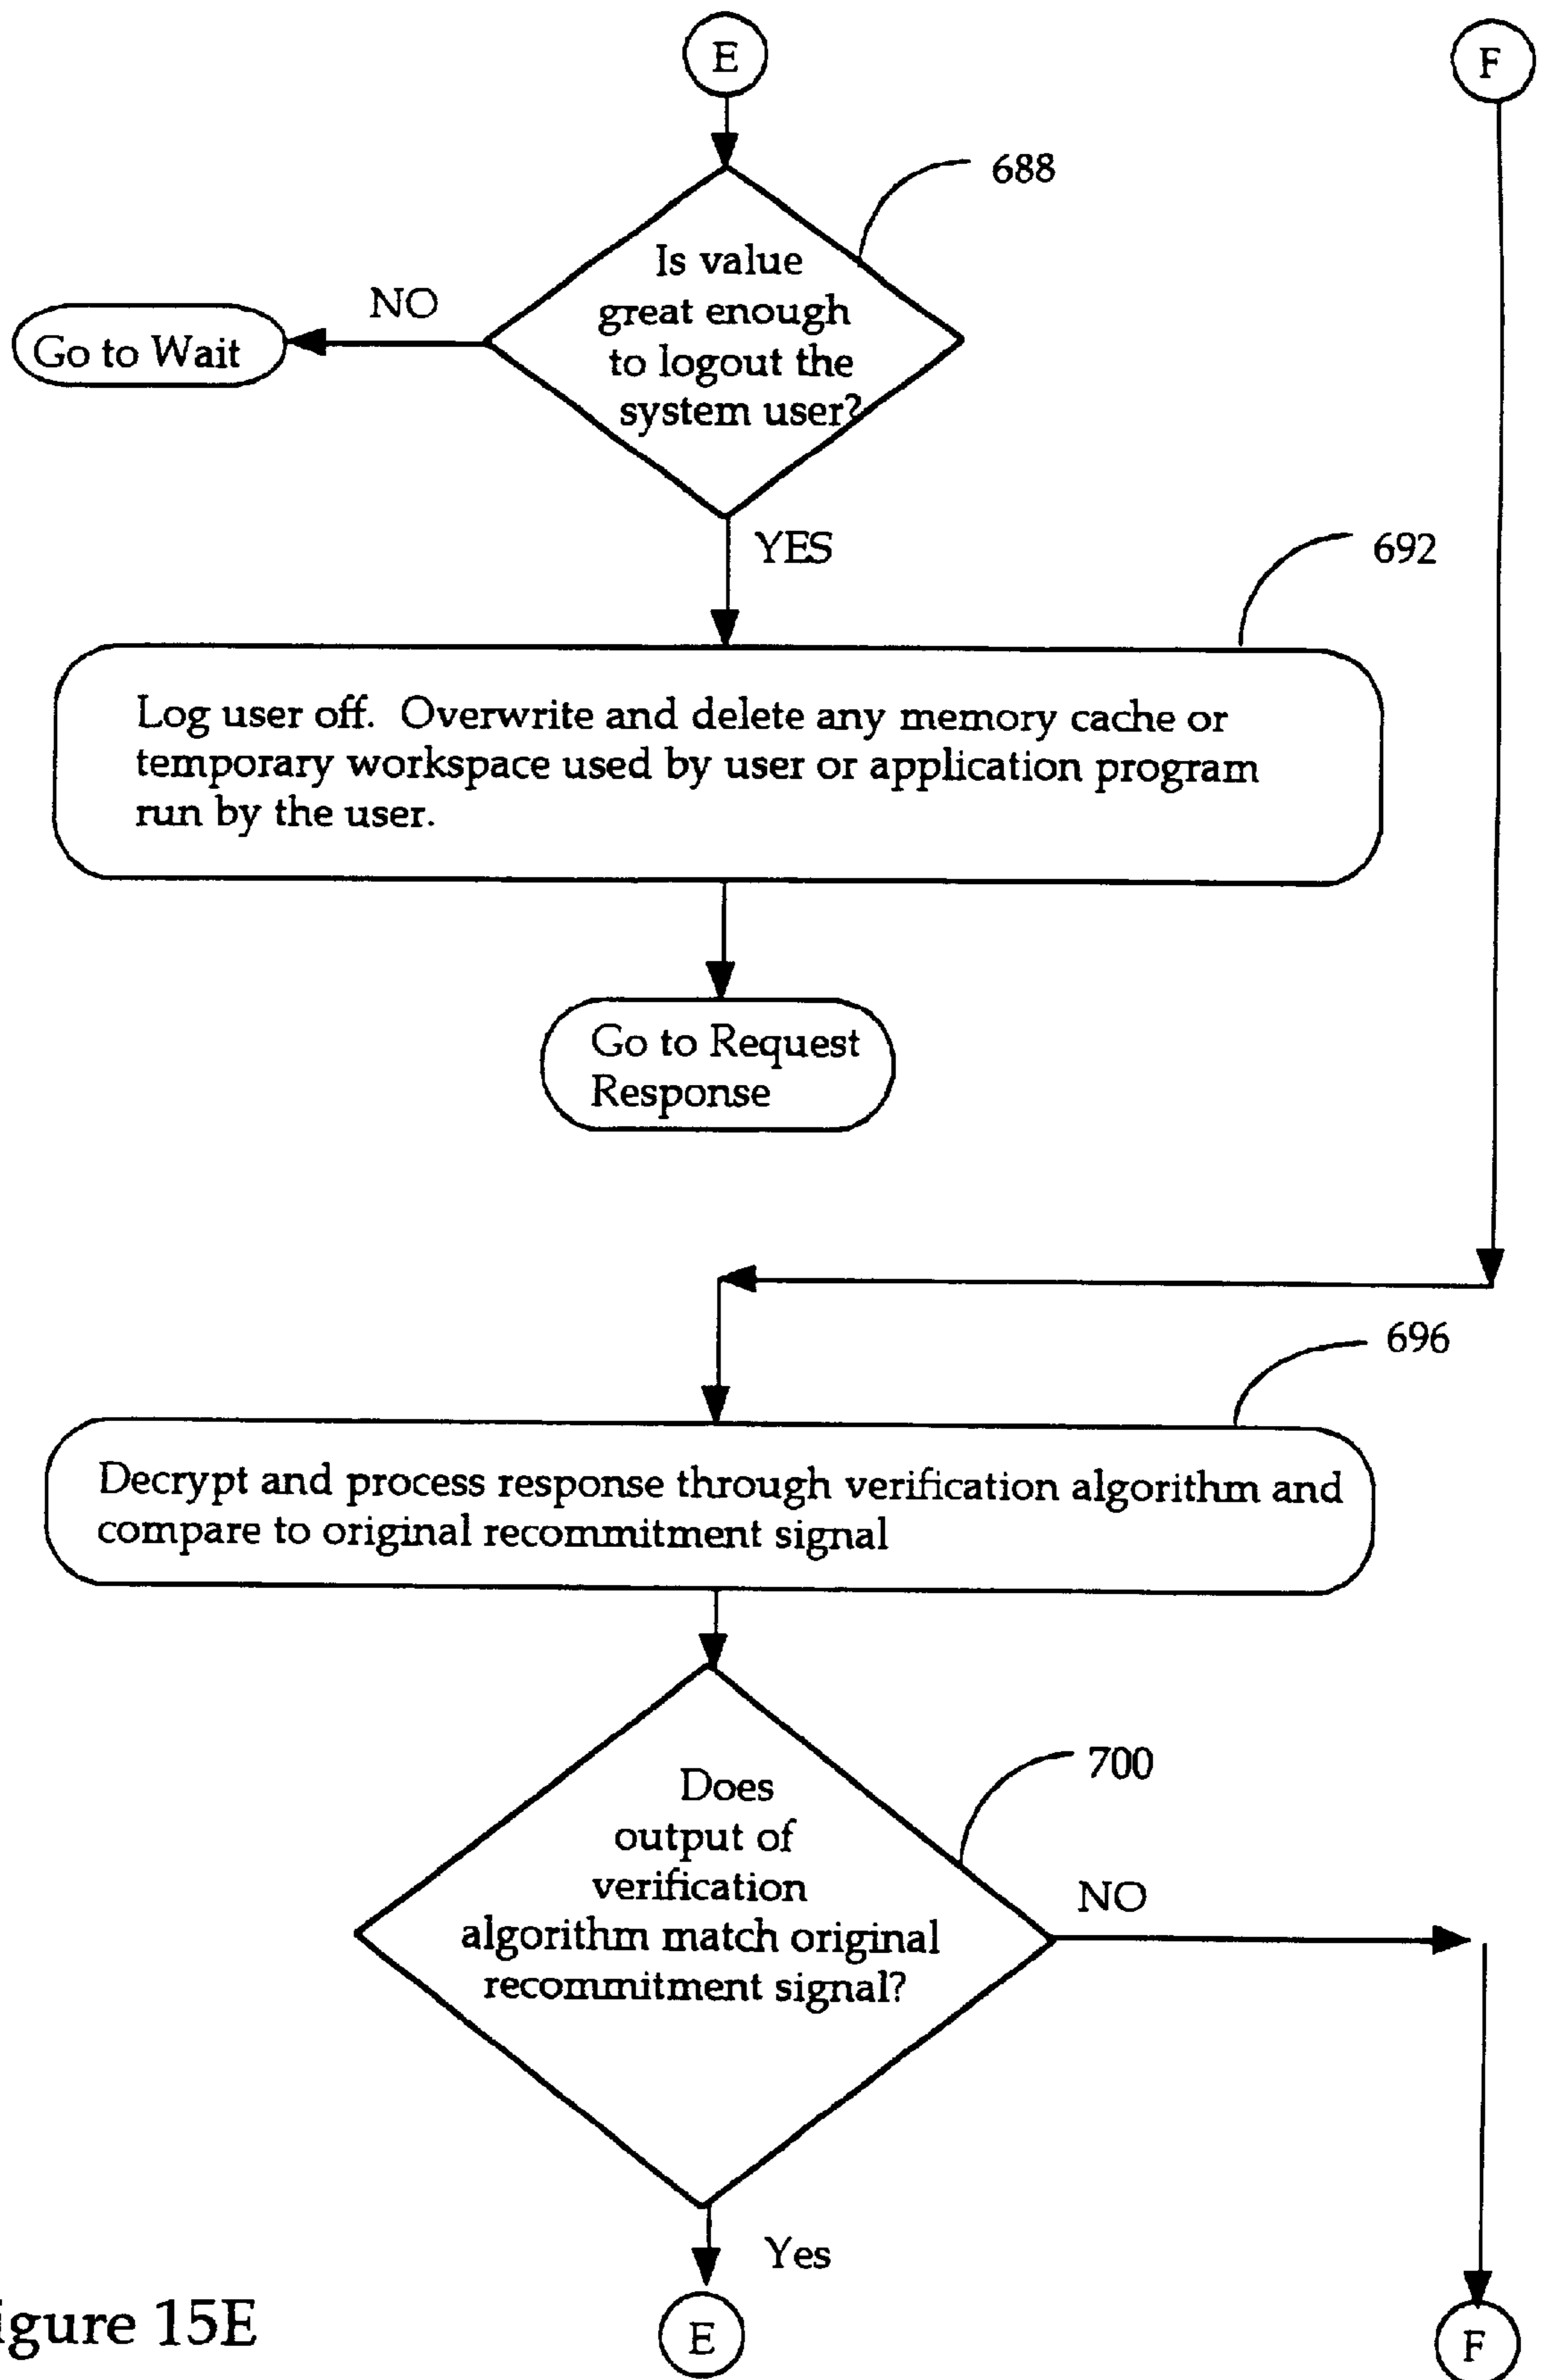 E
F
688
Is value
great enough
to logout the
system user?
NO
Go to Wait
YES
692
Log user off. Overwrite and delete any memory cache or
temporary workspace used by user or application program
run by the user.
Go to Request
Response
696
Decrypt and process response through verification algorithm and
compare to original recommitment signal
700
Does
output of
verification
algorithm match original
recommitment signal?
NO
Yes
igure 15E
E
F